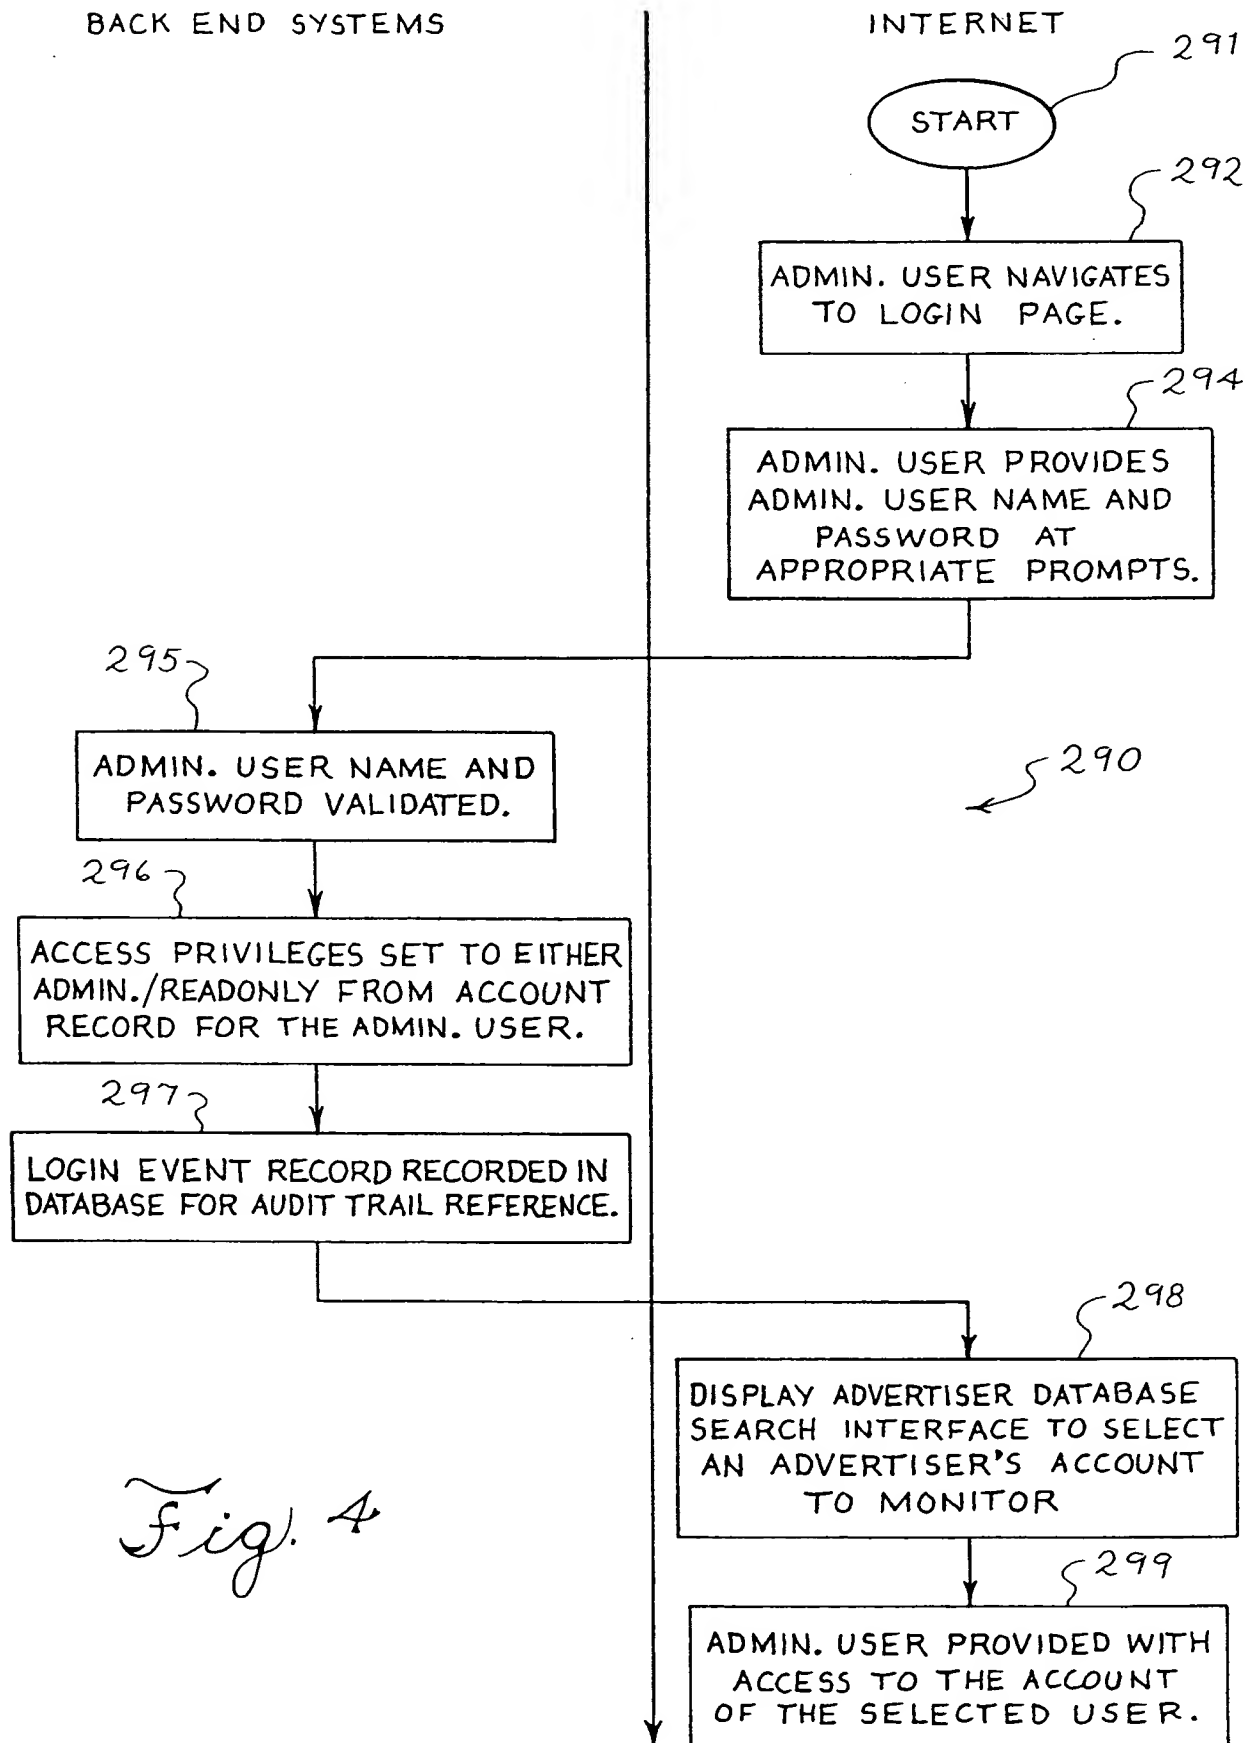 BACK END SYSTEMS
INTERNET
291
START
292
ADMIN. USER NAVIGATES
TO LOGIN PAGE.
294
ADMIN. USER PROVIDES
ADMIN. USER NAME AND
PASSWORD AT
APPROPRIATE PROMPTS.
295
ADMIN. USER NAME AND
PASSWORD VALIDATED.
290
296
ACCESS PRIVILEGES SET TO EITHER
ADMIN./READONLY FROM ACCOUNT
RECORD FOR THE ADMIN. USER.
297
LOGIN EVENT RECORD RECORDED IN
DATABASE FOR AUDIT TRAIL REFERENCE.
298
DISPLAY ADVERTISER DATABASE
SEARCH INTERFACE TO SELECT
AN ADVERTISER'S ACCOUNT
TO MONITOR
299
ADMIN. USER PROVIDED WITH
ACCESS TO THE ACCOUNT
OF THE SELECTED USER.
Fig. 4